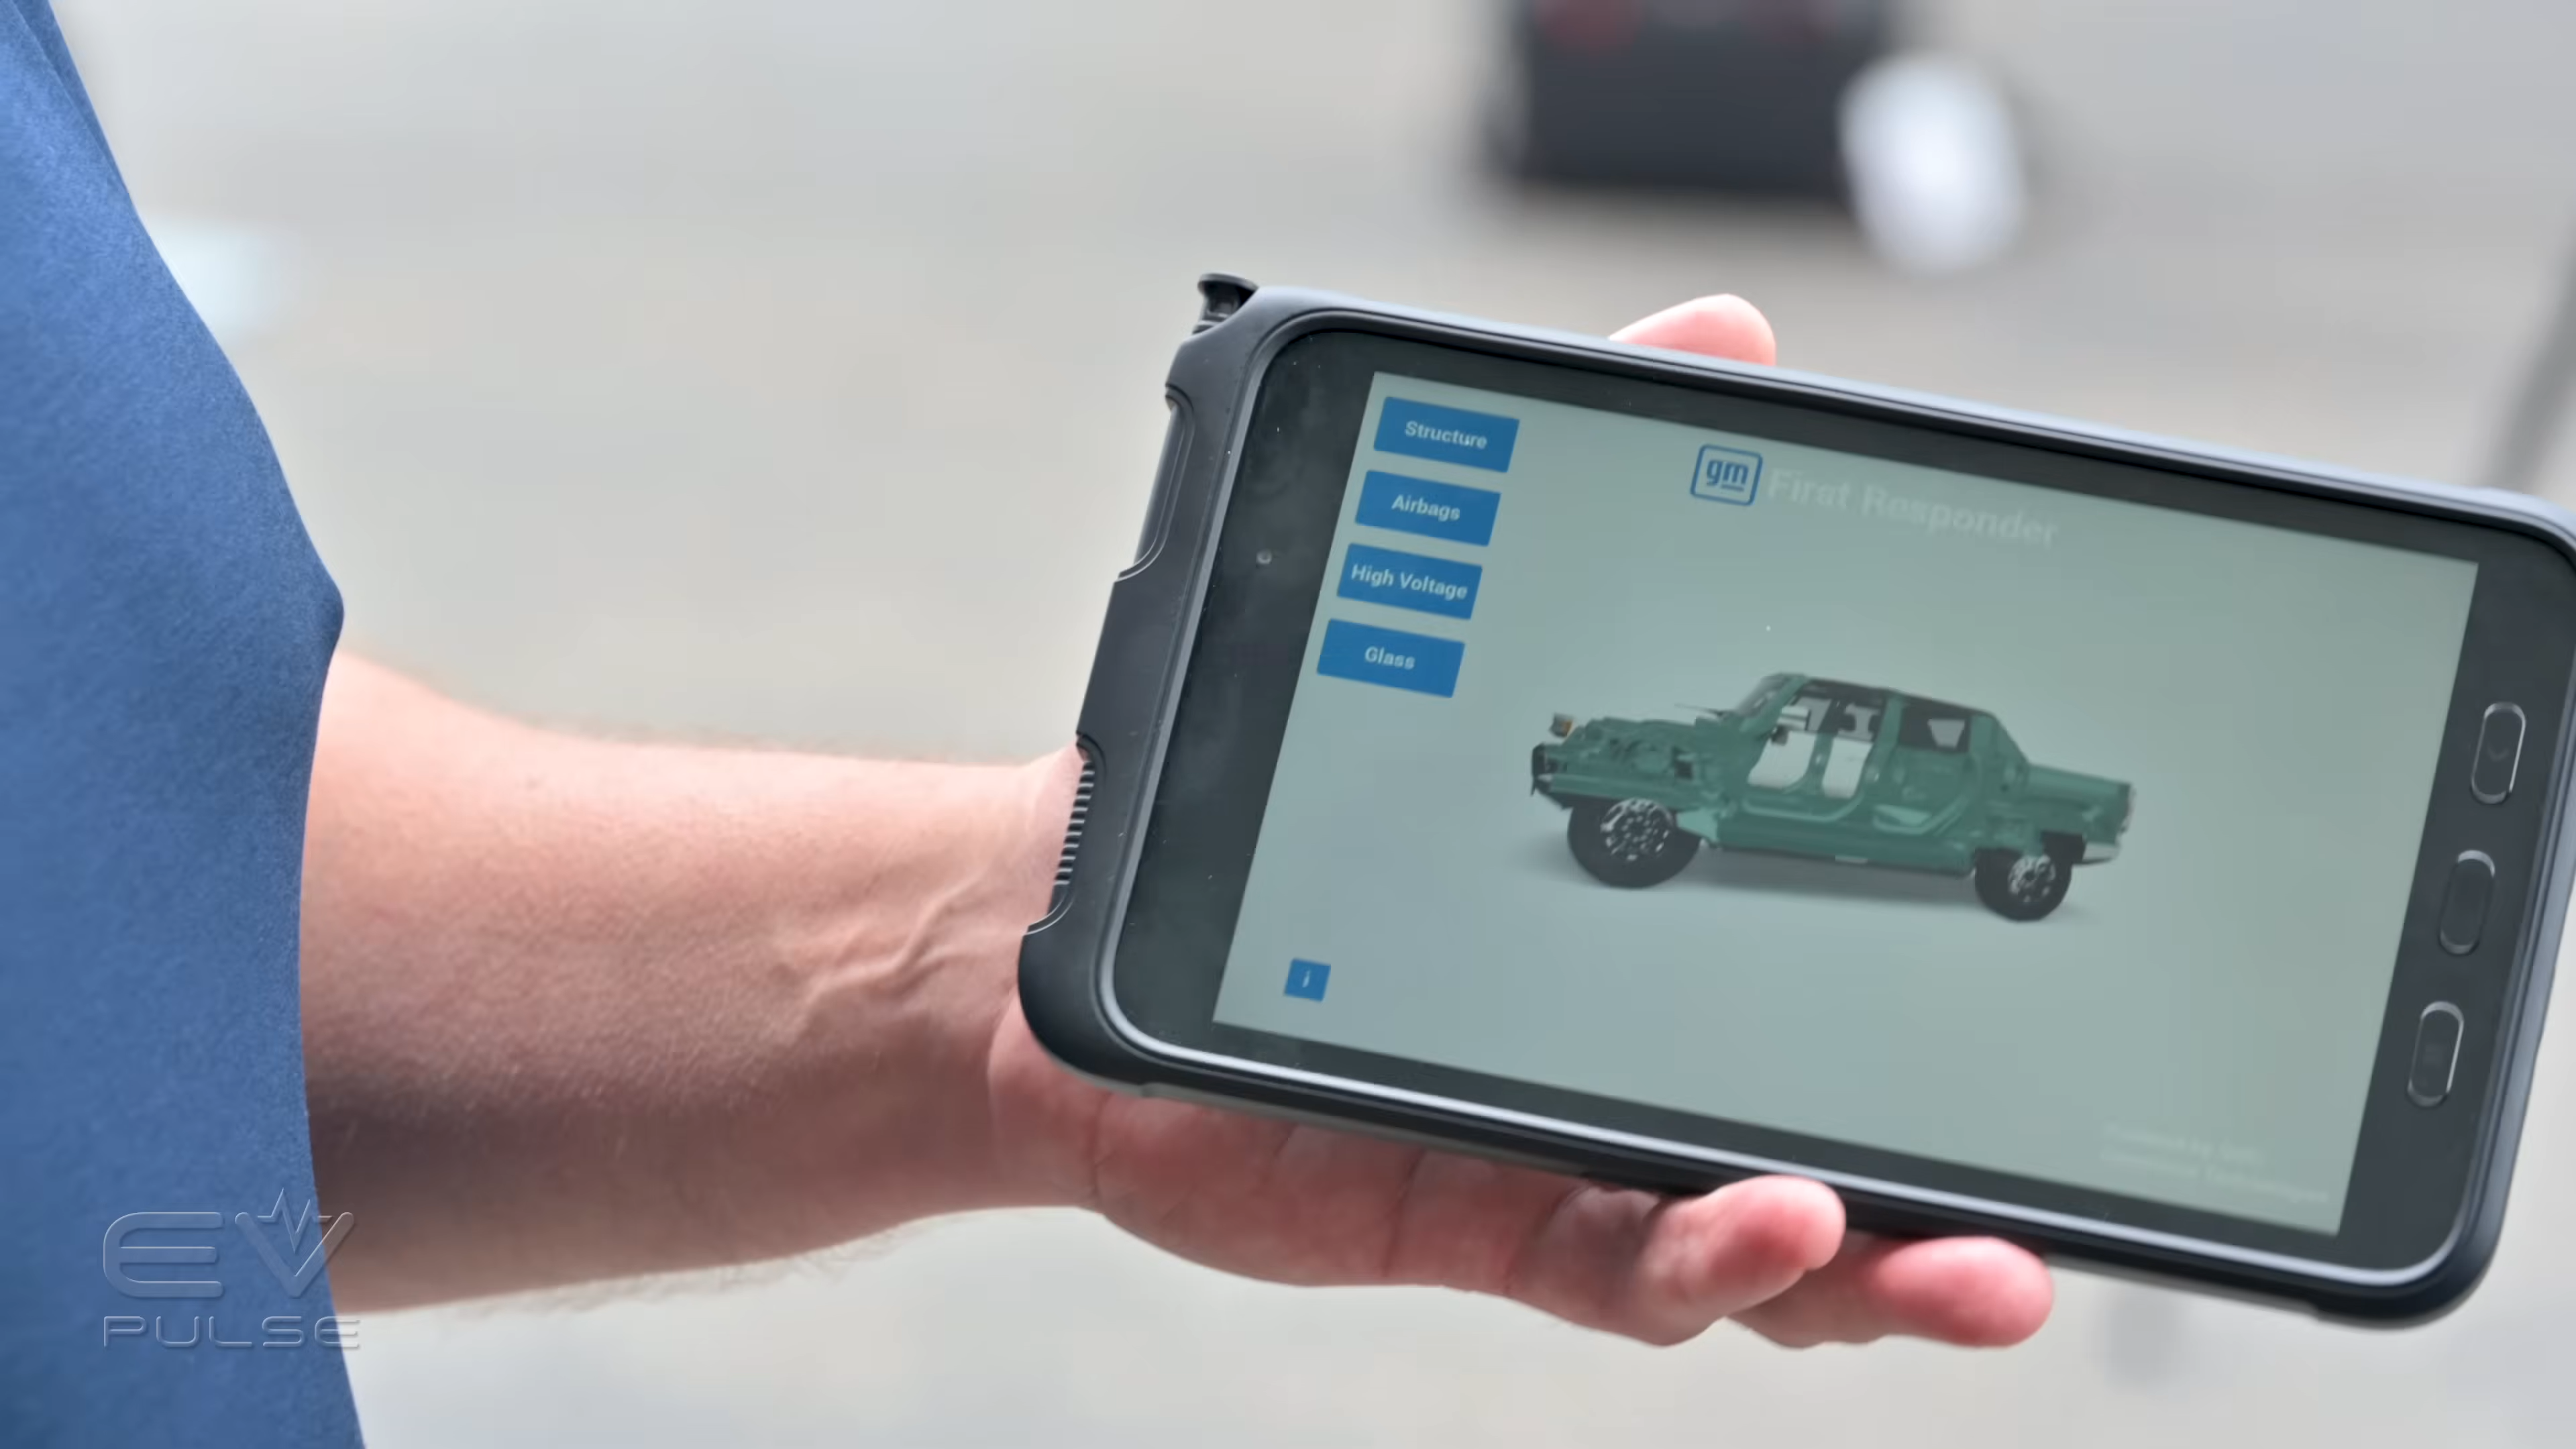 Structure
gm First Responder
Airbags
High Voltage
Glass
i
EV
PULSE